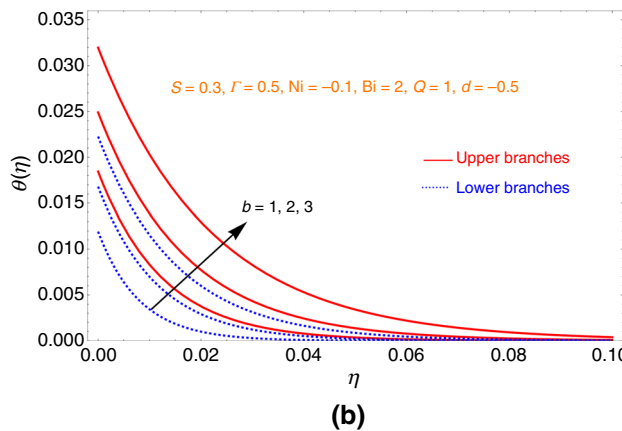 0.035
0.030
0.025
0.020
0.015
0.010
0.005
0.000
θ(η)
S = 0.3, Γ = 0.5, Ni = −0.1, Bi = 2, Q = 1, d = −0.5
Upper branches
Lower branches
b = 1, 2, 3
0.00 0.02 0.04 0.06 0.08 0.10
η
(b)